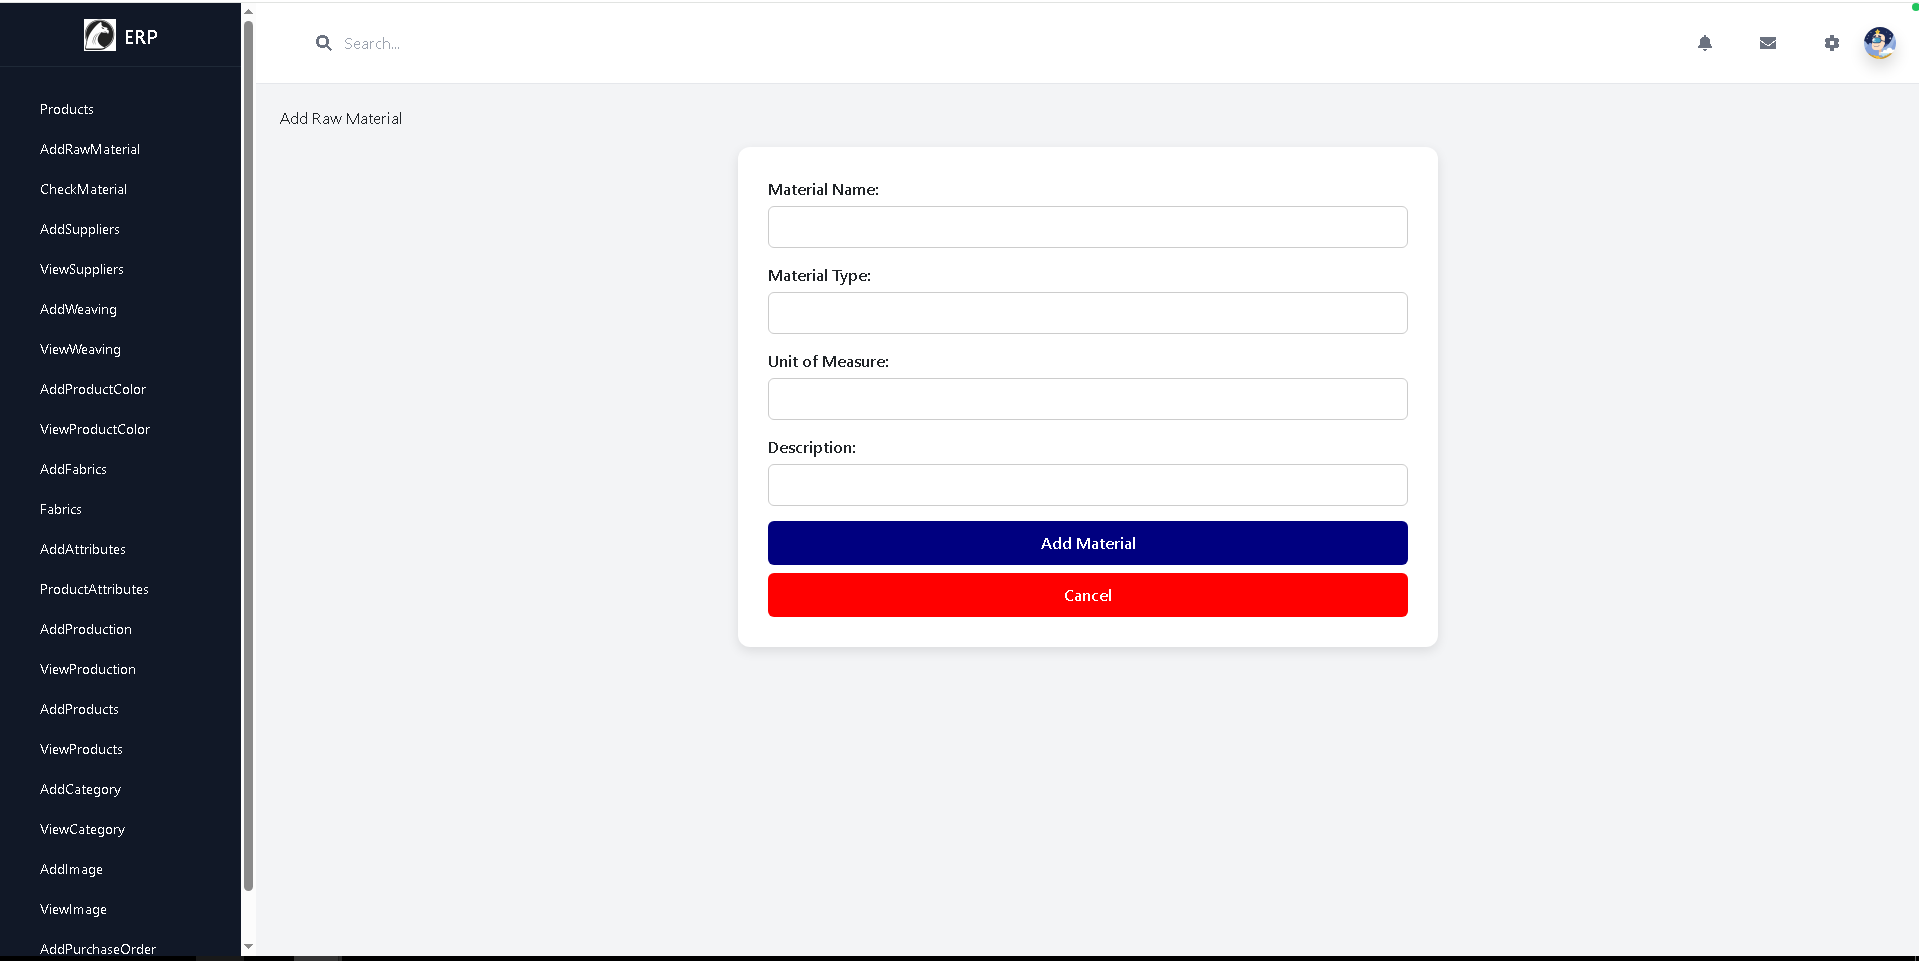 ERP
Search...
Products
AddRawMaterial
CheckMaterial
AddSuppliers
ViewSuppliers
AddWeaving
ViewWeaving
AddProductColor
ViewProductColor
AddFabrics
Fabrics
AddAttributes
ProductAttributes
AddProduction
ViewProduction
AddProducts
ViewProducts
AddCategory
ViewCategory
AddImage
ViewImage
AddPurchaseOrder
Add Raw Material
Material Name:
Material Type:
Unit of Measure:
Description:
Add Material
Cancel